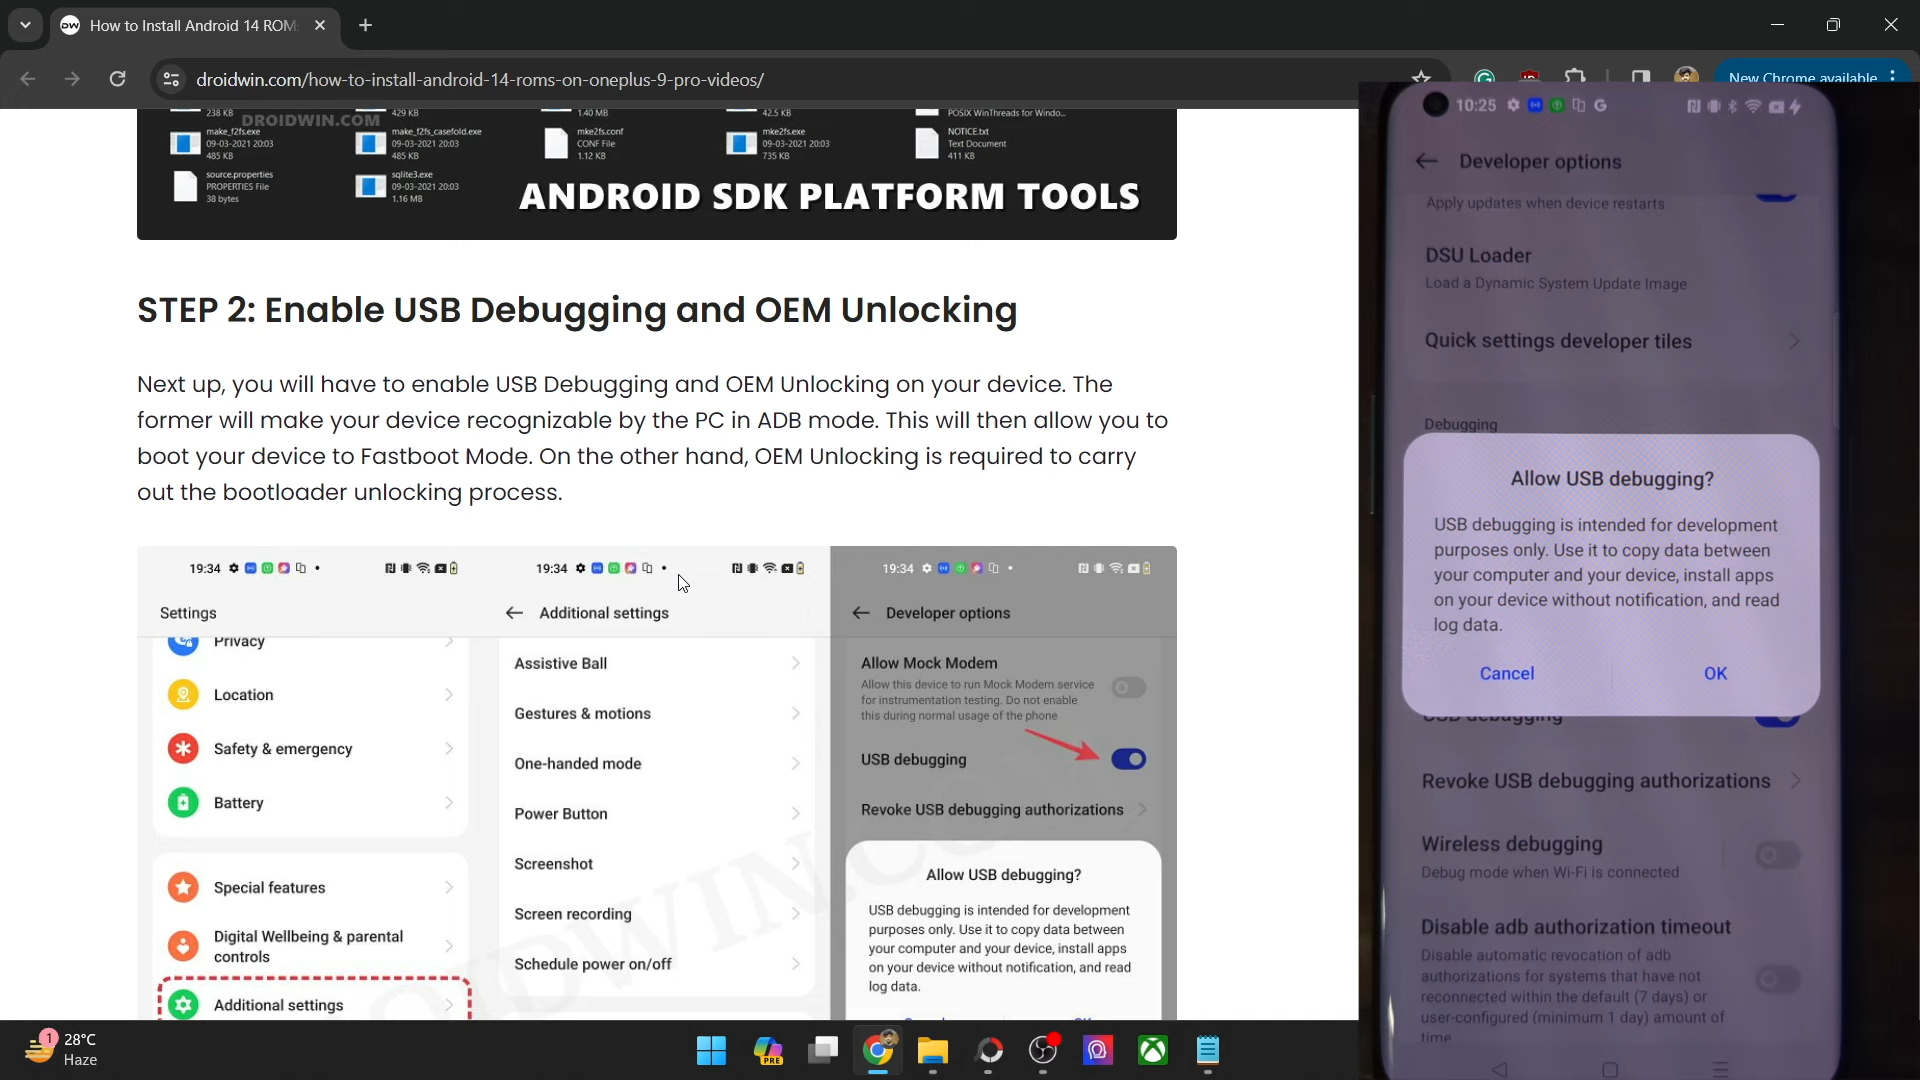 How to Install Android 14 ROM
droidwin.com/how-to-install-android-14-roms-on-oneplus-9-pro-videos/
New Chrome available
238 KB
429 KB
1.40 MB
42.5 KB
POSIX WinThreads for Windo...
DROIDWIN.COM
make_f2fs.exe
09-03-2021 20:03
485 KB
make_f2fs_casefold.exe
09-03-2021 20:03
485 KB
mke2fs.conf
CONF File
1.12 KB
mke2fs.exe
09-03-2021 20:03
735 KB
NOTICE.txt
Text Document
411 KB
source.properties
PROPERTIES File
38 bytes
sqlite3.exe
09-03-2021 20:03
1.16 MB
ANDROID SDK PLATFORM TOOLS
STEP 2: Enable USB Debugging and OEM Unlocking
Next up, you will have to enable USB Debugging and OEM Unlocking on your device. The
former will make your device recognizable by the PC in ADB mode. This will then allow you to
boot your device to Fastboot Mode. On the other hand, OEM Unlocking is required to carry
out the bootloader unlocking process.
19:34
Settings
Privacy
Location
Safety & emergency
Battery
Special features
Digital Wellbeing & parental
controls
Additional settings
19:34
Additional settings
Assistive Ball
Gestures & motions
One-handed mode
Power Button
Screenshot
Screen recording
Schedule power on/off
19:34
Developer options
Allow Mock Modem
Allow this device to run Mock Modem service
for instrumentation testing. Do not enable
this during normal usage of the phone
USB debugging
Revoke USB debugging authorizations
Allow USB debugging?
USB debugging is intended for development
purposes only. Use it to copy data between
your computer and your device, install apps
on your device without notification, and read
log data.
10:25
Developer options
Apply updates when device restarts
DSU Loader
Load a Dynamic System Update Image
Quick settings developer tiles
Debugging
Allow USB debugging?
USB debugging is intended for development
purposes only. Use it to copy data between
your computer and your device, install apps
on your device without notification, and read
log data.
Cancel
OK
USB debugging
Revoke USB debugging authorizations
Wireless debugging
Debug mode when Wi-Fi is connected
Disable adb authorization timeout
Disable automatic revocation of adb
authorizations for systems that have not
reconnected within the default (7 days) or
user-configured (minimum 1 day) amount of
time
1
28°C
Haze
PRE